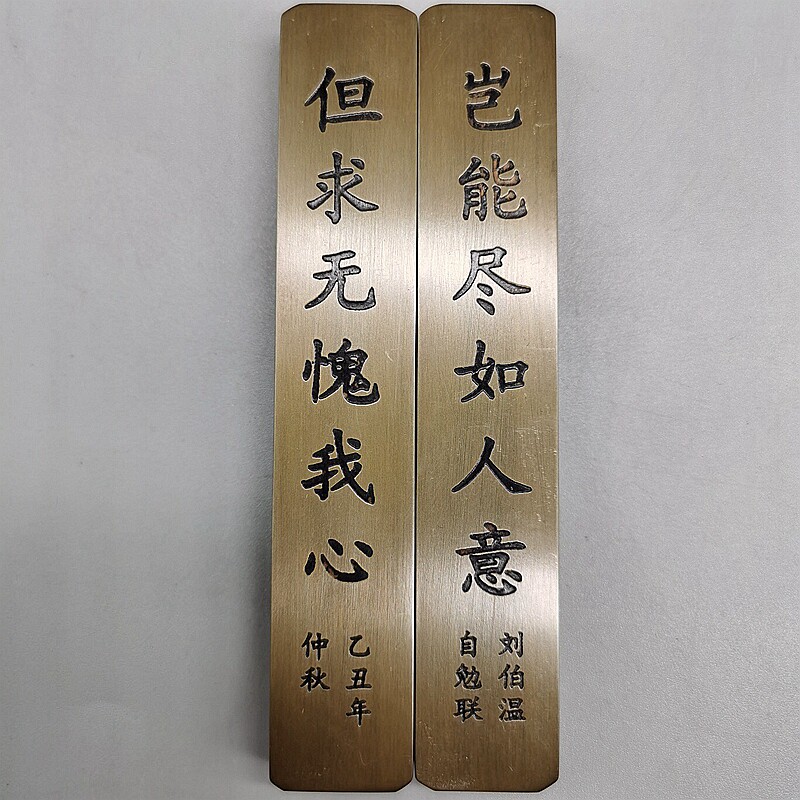 岂能尽如人意
刘伯温
自勉联
但求无愧我心
乙丑年
仲秋